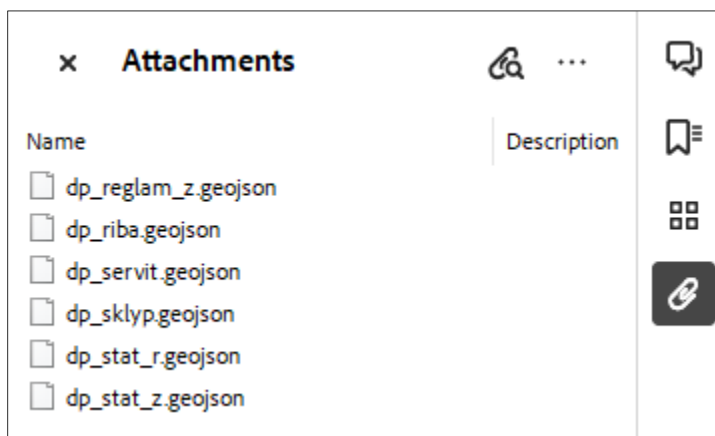 Attachments
Name Description
dp_reglam_z.geojson
dp_riba.geojson
dp_servit.geojson
dp_sklyp.geojson
dp_stat_r.geojson
dp_stat_z.geojson